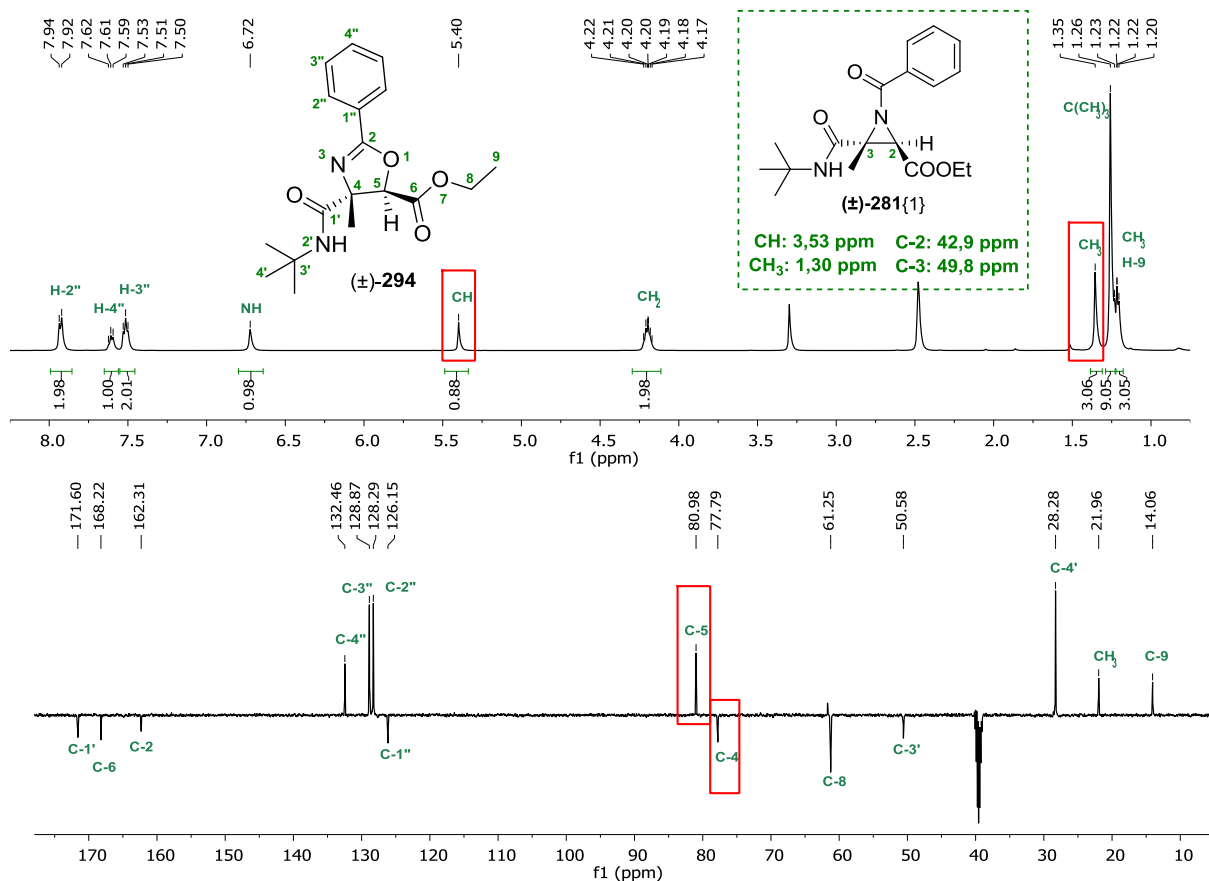 7.94 7.92 7.62 7.61 7.59 7.53 7.51 7.50 6.72 5.40 4.22 4.21 4.20 4.20 4.19 4.18 4.17 1.35 1.26 1.23 1.22 1.22 1.20
4"
3"
2"
1"
2
3
N
O
1
4
5
6
7
8
9
O
H
O
O
1'
NH
2'
3'
4'
(±)-294
O
N
O
3
2
H
NH
COOEt
(±)-281{1}
CH: 3,53 ppm C-2: 42,9 ppm
CH3: 1,30 ppm C-3: 49,8 ppm
H-2"
H-4"
H-3"
NH
CH
CH2
CH3
C(CH3)3
CH3
H-9
1.98 1.00 2.01 0.98 0.88 1.98 3.06 9.05 3.05
8.0 7.5 7.0 6.5 6.0 5.5 5.0 4.5 4.0 3.5 3.0 2.5 2.0 1.5 1.0
f1 (ppm)
171.60 168.22 162.31 132.46 128.87 128.29 126.15 80.98 77.79 61.25 50.58 28.28 21.96 14.06
C-1'
C-6
C-2
C-4"
C-3"
C-2"
C-1"
C-5
C-4
C-8
C-3'
C-4'
CH3
C-9
170 160 150 140 130 120 110 100 90 80 70 60 50 40 30 20 10
f1 (ppm)